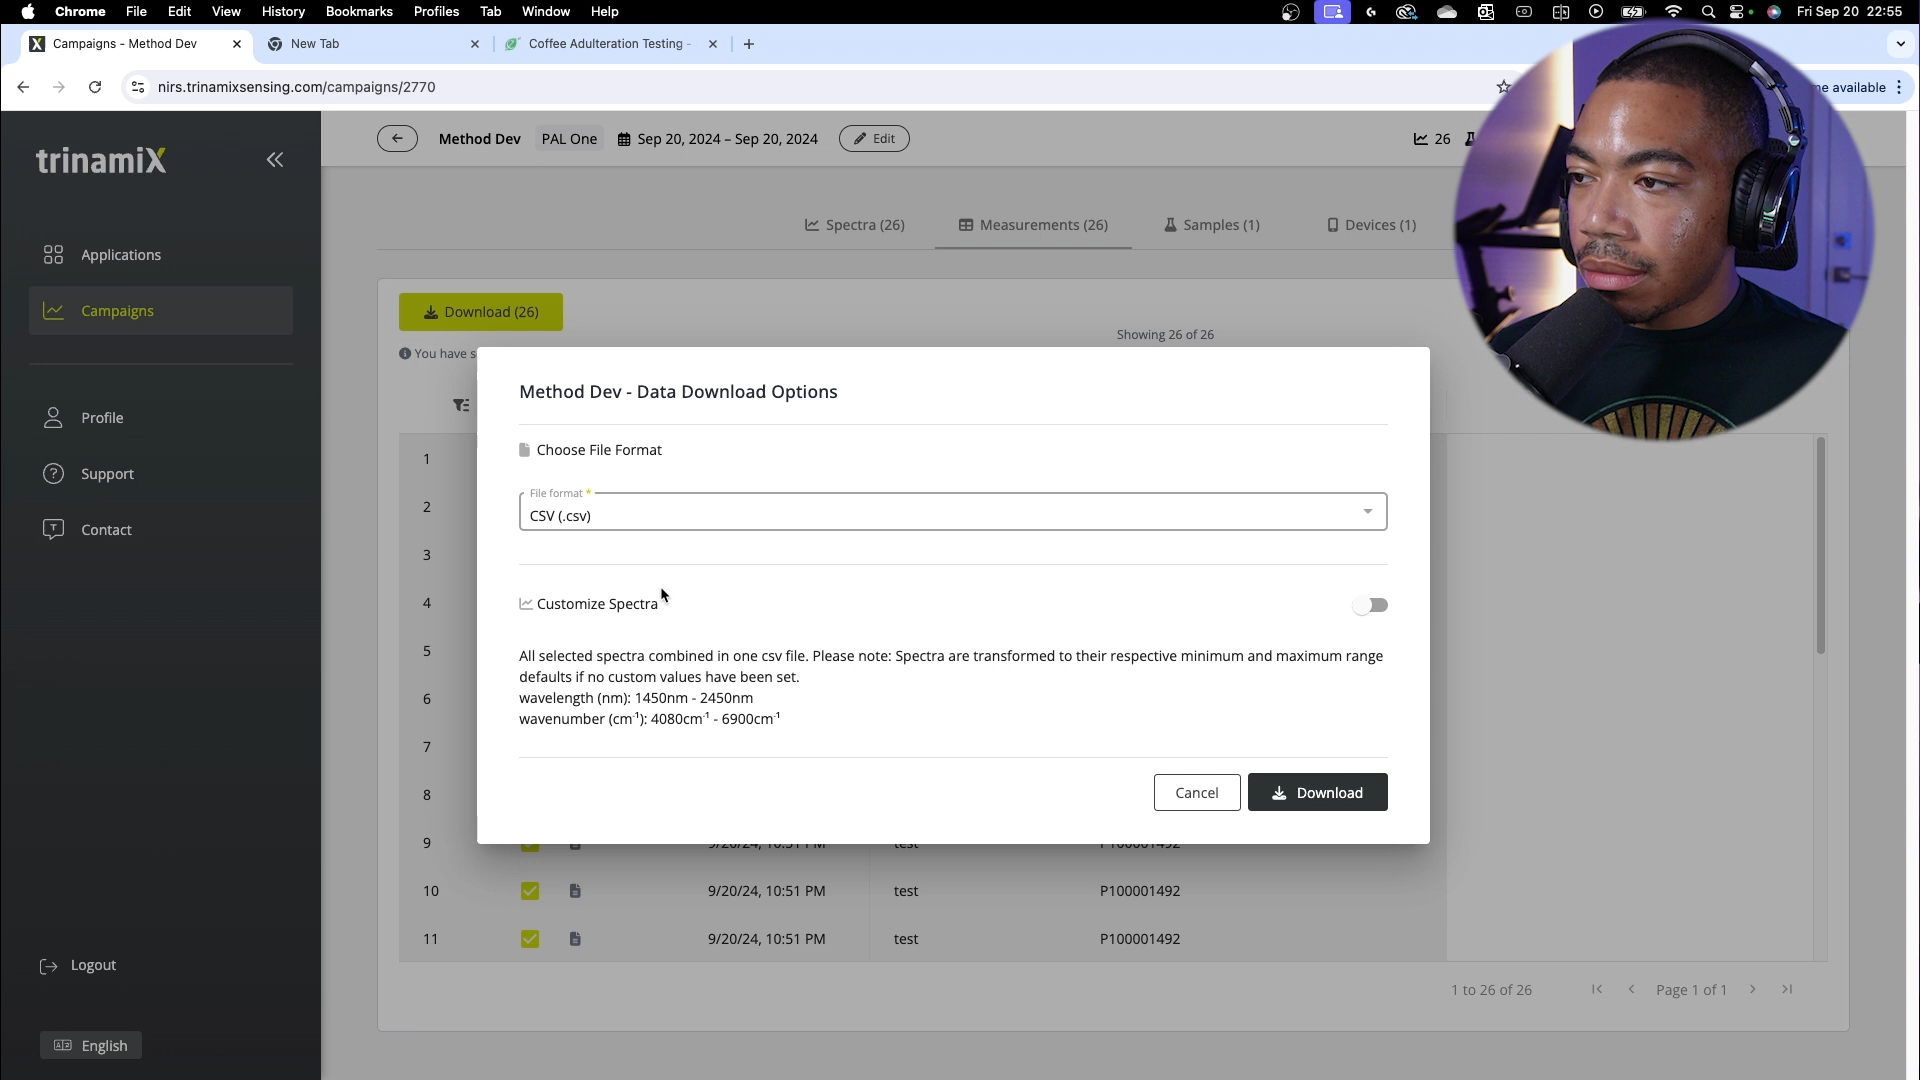 Chrome File Edit View History Bookmarks Profiles Tab Window Help Fri Sep 20 22:55
Campaigns - Method Dev New Tab Coffee Adulteration Testing -
nirs.trinamixsensing.com/campaigns/2770 available
trinamiX
Method Dev PAL One Sep 20, 2024 – Sep 20, 2024 Edit 26
Spectra (26) Measurements (26) Samples (1) Devices (1)
Applications
Campaigns
Download (26)
Showing 26 of 26
You have s
Method Dev - Data Download Options
Profile
Choose File Format
1
Support
File format *
CSV (.csv)
2
Contact
3
Customize Spectra
4
All selected spectra combined in one csv file. Please note: Spectra are transformed to their respective minimum and maximum range
5
defaults if no custom values have been set.
wavelength (nm): 1450nm - 2450nm
6
wavenumber (cm⁻¹): 4080cm⁻¹ - 6900cm⁻¹
7
Cancel Download
8
9 9/20/24, 10:51 PM test P100001492
10 9/20/24, 10:51 PM test P100001492
11 9/20/24, 10:51 PM test P100001492
Logout
1 to 26 of 26 Page 1 of 1
English